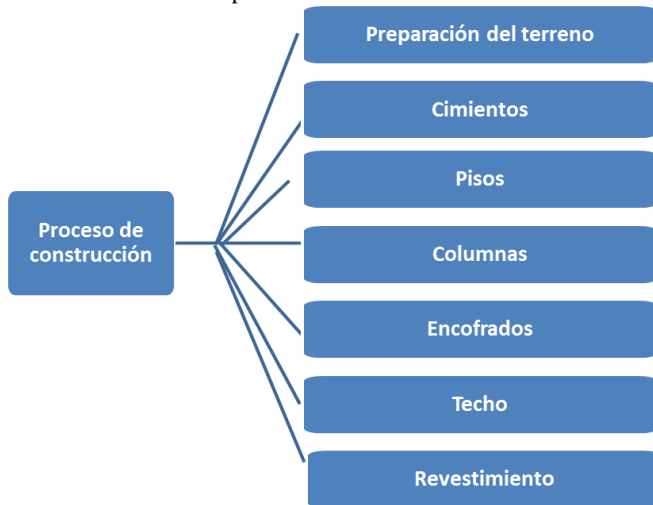 Preparación del terreno
Cimientos
Pisos
Proceso de
construcción
Columnas
Encofrados
Techo
Revestimiento